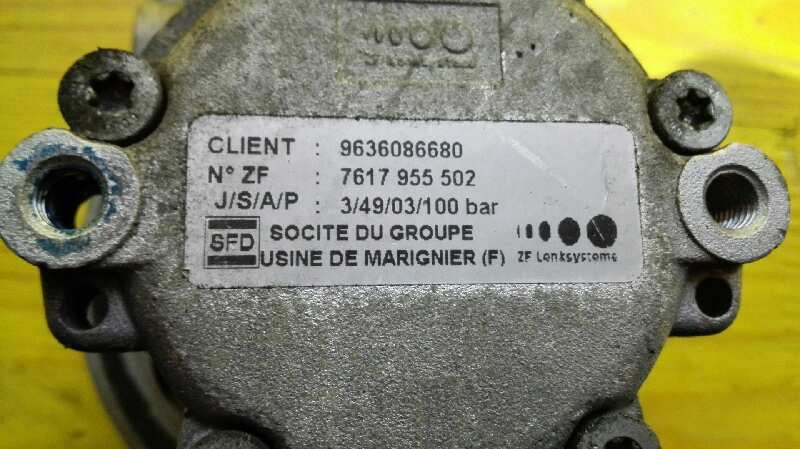 CLIENT : 9636086680
N° ZF : 7617 955 502
J/S/A/P : 3/49/03/100 bar
SFD SOCITE DU GROUPE
USINE DE MARIGNIER (F)
ZF Lenksysteme